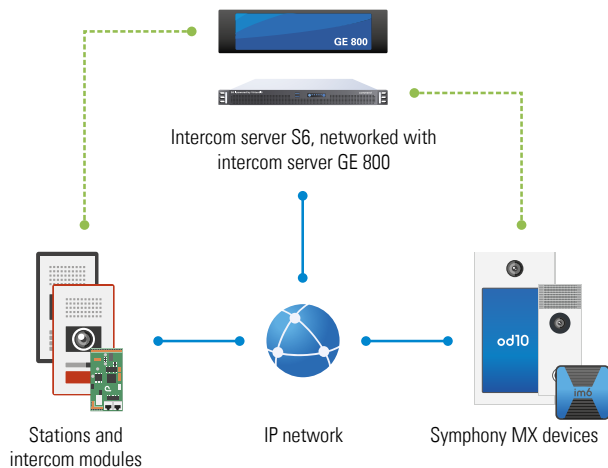 GE 800
Intercom server S6, networked with
intercom server GE 800
od10
im6
Stations and
intercom modules
IP network
Symphony MX devices